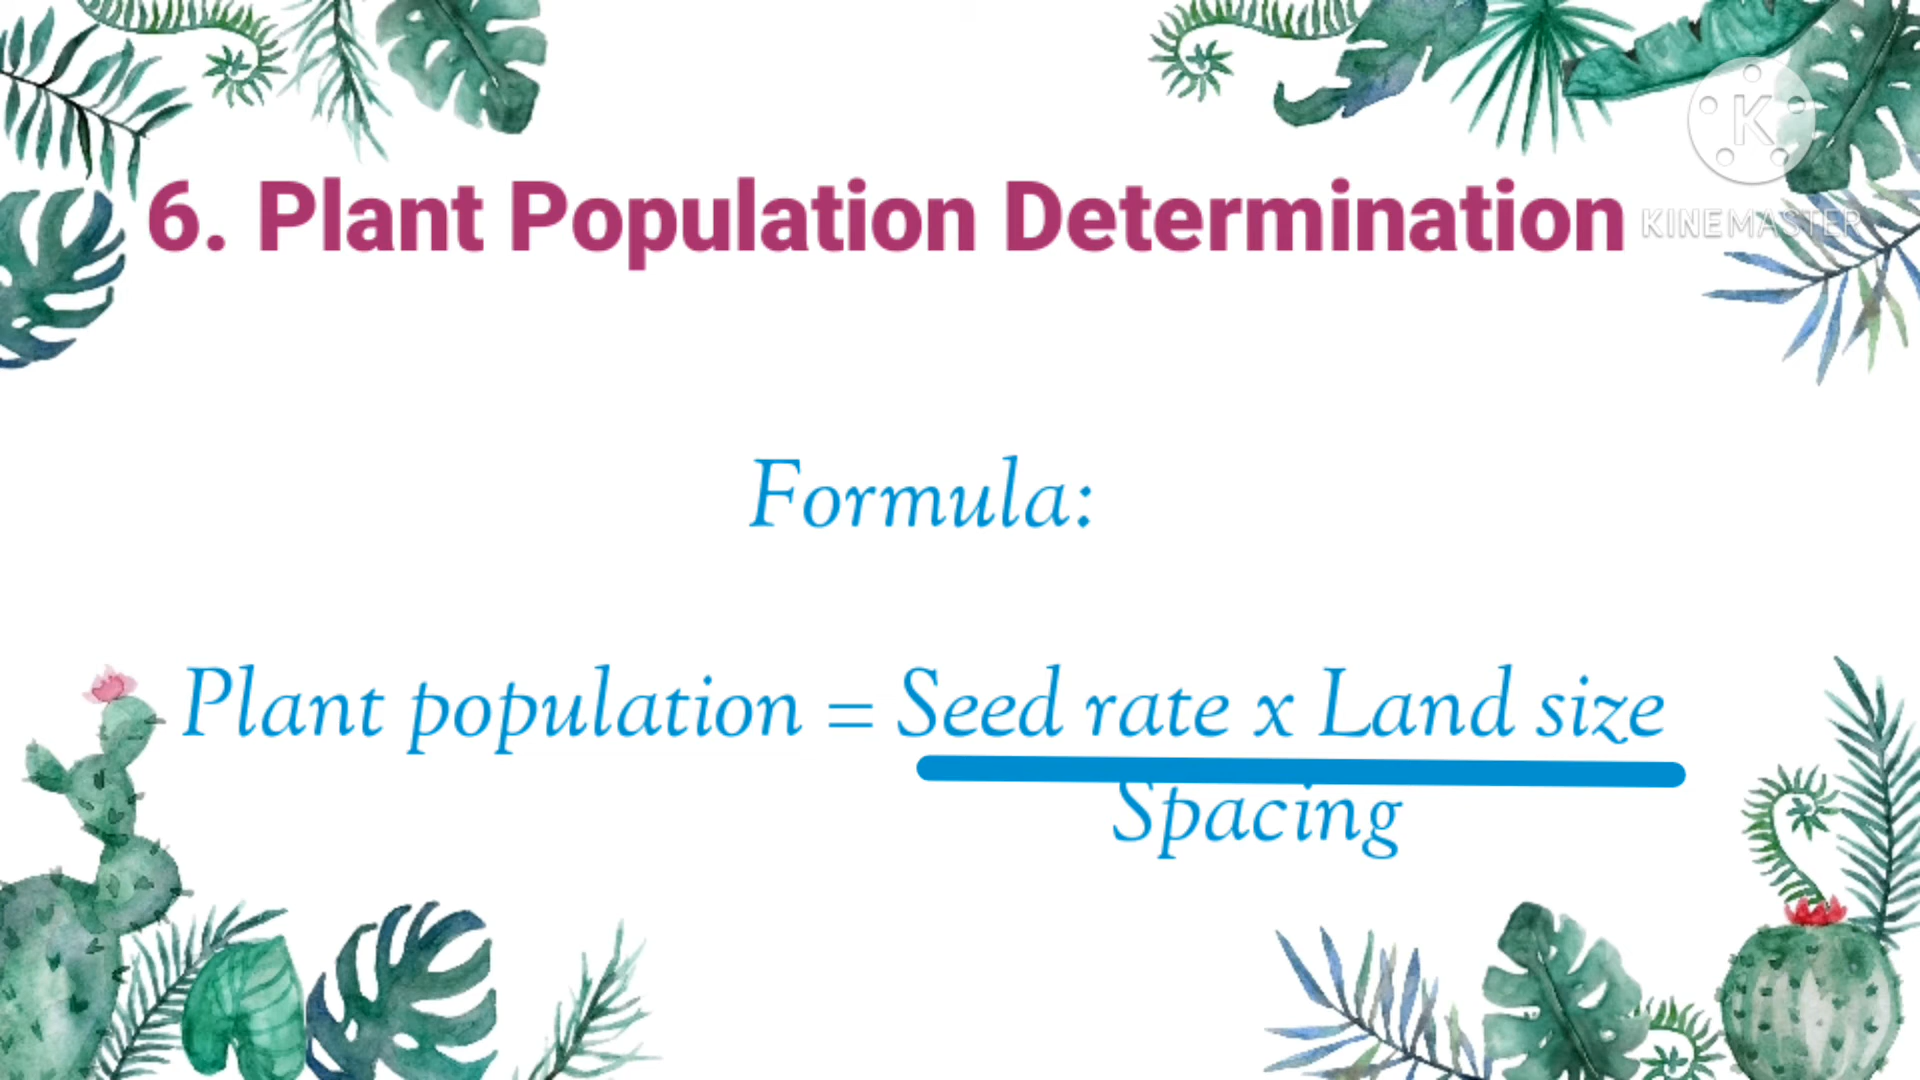 K
KINEMASTER
6. Plant Population Determination
Formula:
Plant population = Seed rate x Land size
Spacing